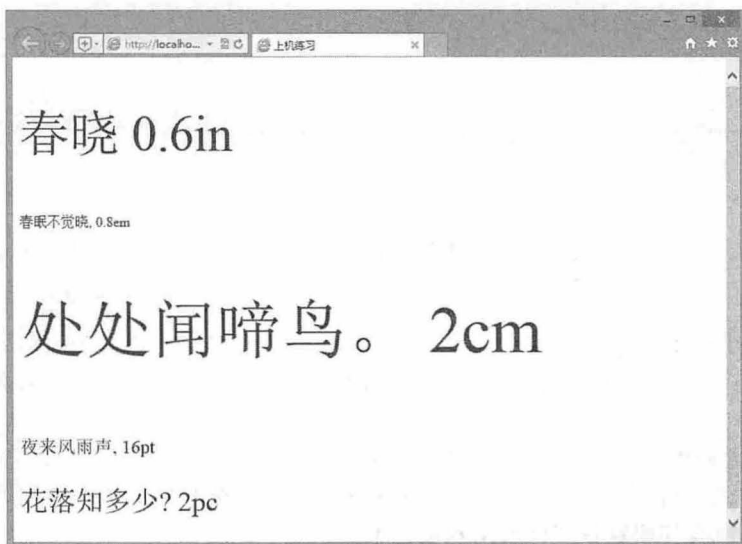 http://localho...
上机练习
春晓 0.6in
春眠不觉晓, 0.8em
处处闻啼鸟。 2cm
夜来风雨声, 16pt
花落知多少? 2pc